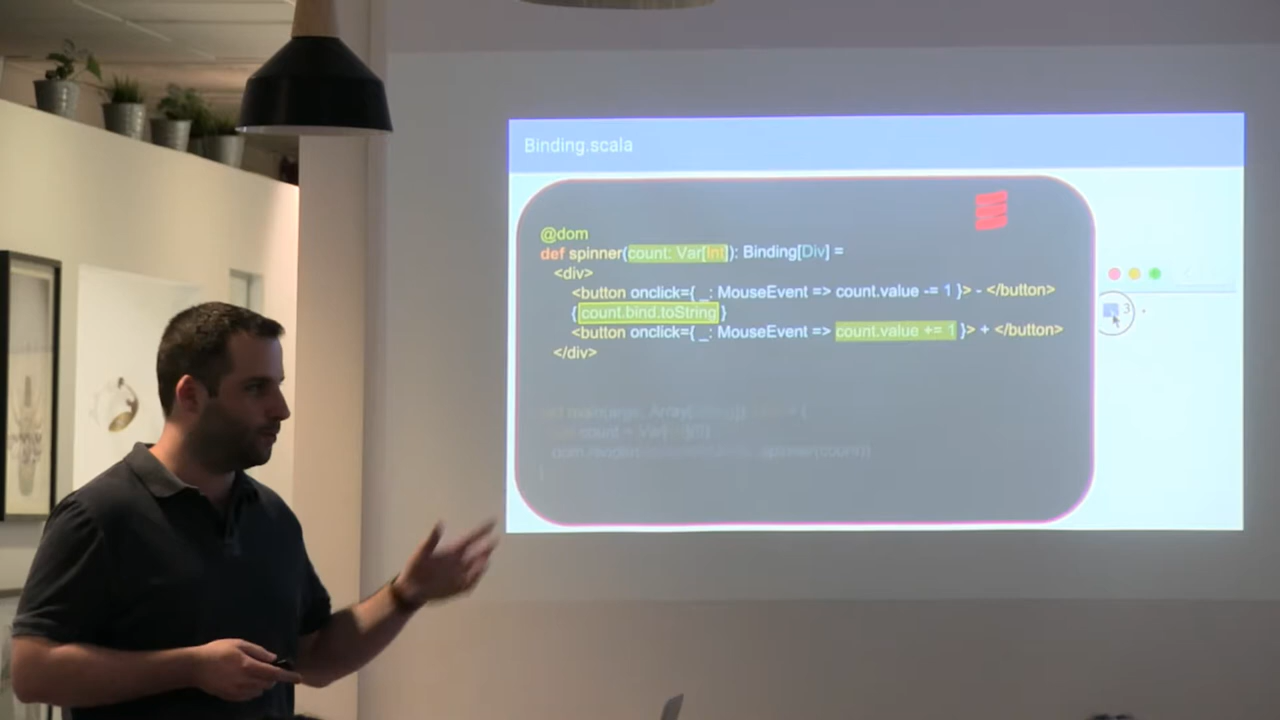 Binding.scala
@dom
def spinner(count: Var[Int]): Binding[Div] =
<div>
<button onclick={ _: MouseEvent => count.value -= 1 }> - </button>
{ count.bind.toString }
<button onclick={ _: MouseEvent => count.value += 1 }> + </button>
</div>
3